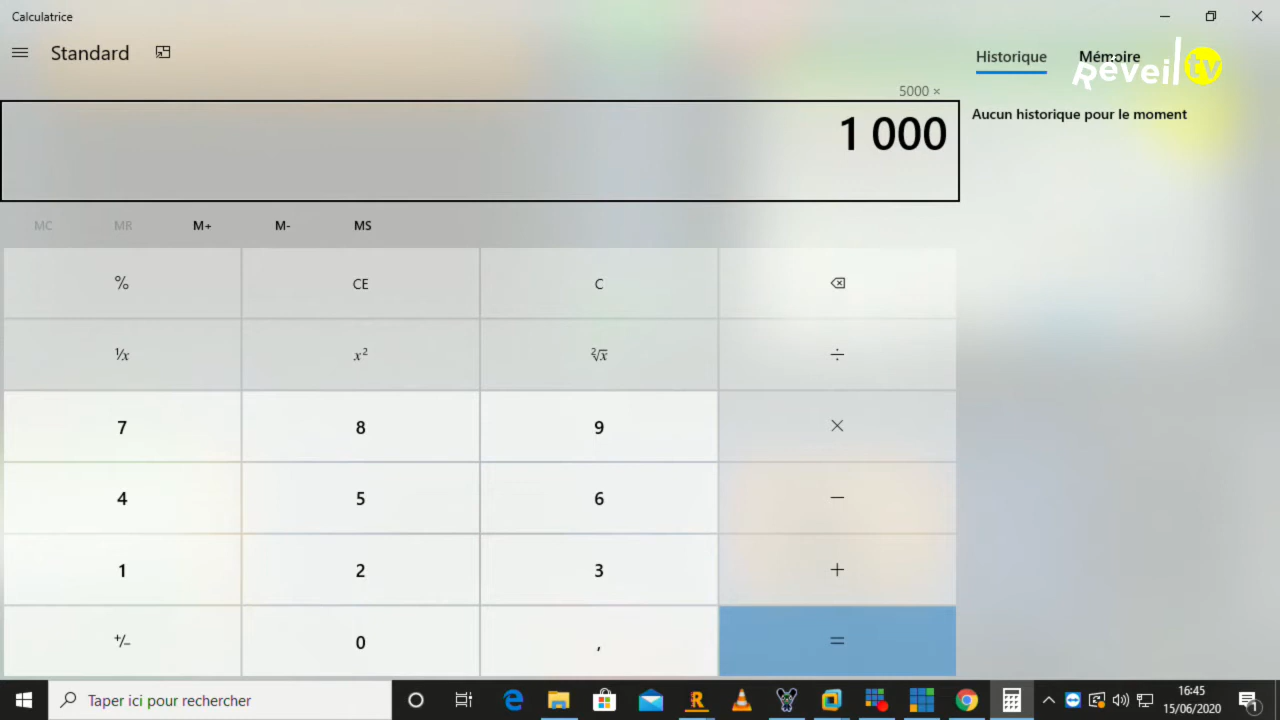 Calculatrice
Standard
Historique Mémoire
Réveil tv
5000 ×
1 000
Aucun historique pour le moment
MC MR M+ M- MS
% CE C
¹/x x² ²√x ÷
7 8 9 ×
4 5 6 −
1 2 3 +
+/− 0 , =
Taper ici pour rechercher
16:45
15/06/2020
1